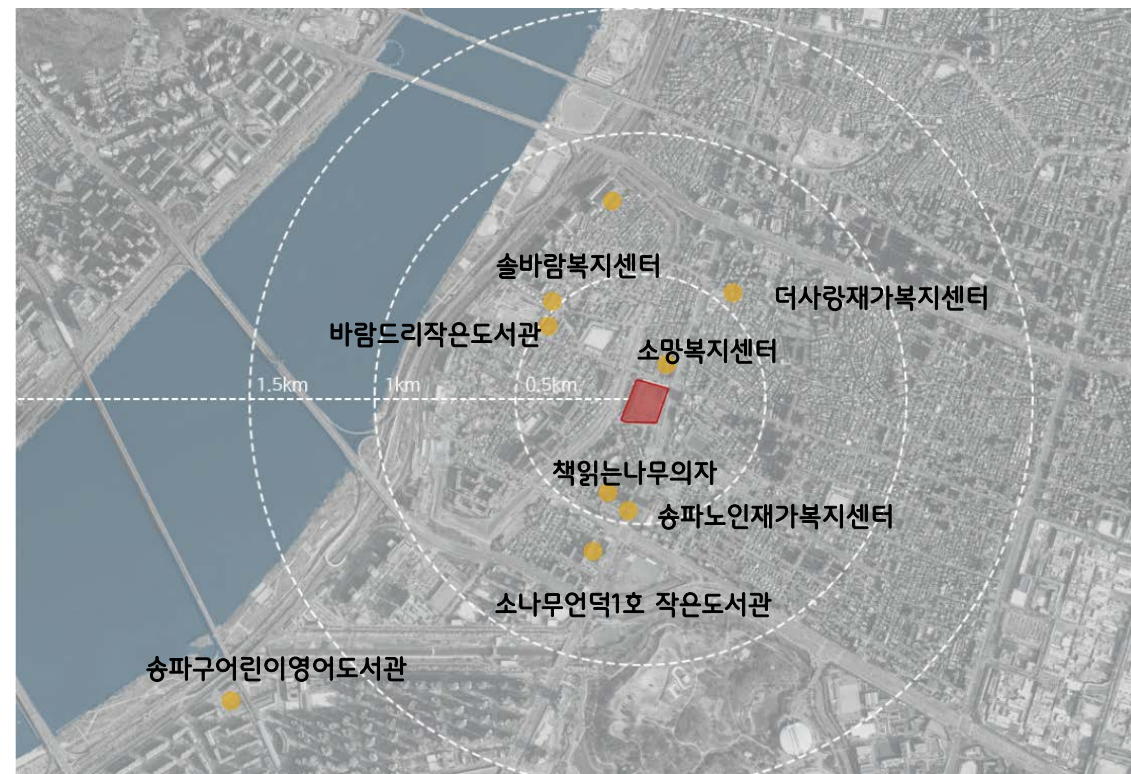 솔바람복지센터
더사랑재가복지센터
바람드리작은도서관
소망복지센터
1.5km
1km
0.5km
책읽는나무의자
송파노인재가복지센터
소나무언덕1호 작은도서관
송파구어린이영어도서관